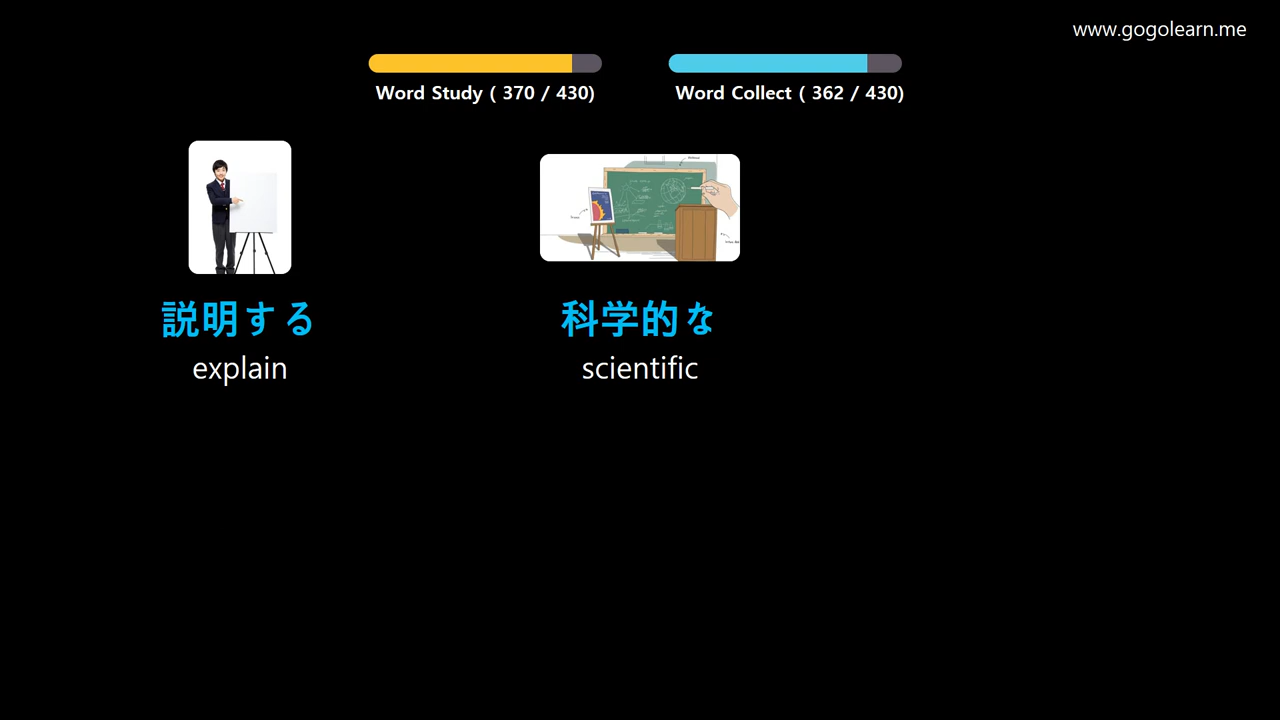 www.gogolearn.me
Word Study ( 370 / 430)
Word Collect ( 362 / 430)
説明する
explain
科学的な
scientific